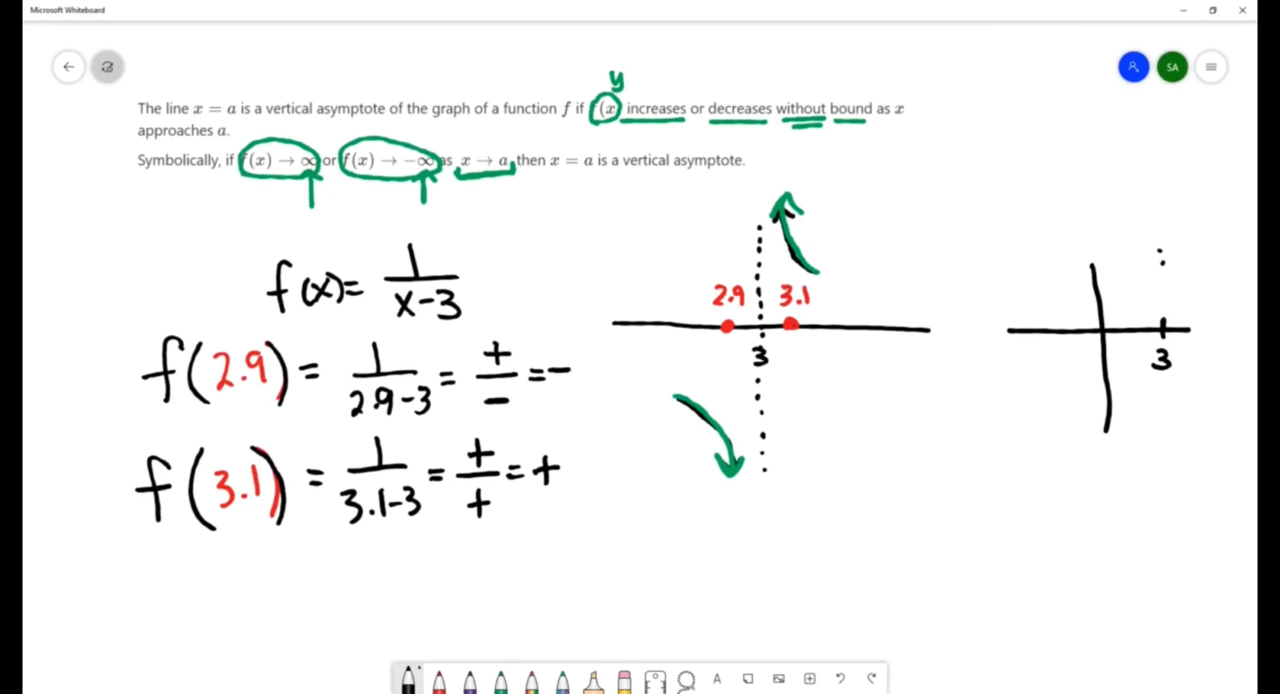 Microsoft Whiteboard
SA
y
The line x = a is a vertical asymptote of the graph of a function f if f(x) increases or decreases without bound as x
approaches a.
Symbolically, if f(x) → ∞ or f(x) → −∞ as x → a, then x = a is a vertical asymptote.
f(x) = 1/(x-3)
f(2.9) = 1/(2.9-3) = +/- = -
f(3.1) = 1/(3.1-3) = +/+ = +
2.9 3.1
3
3
A